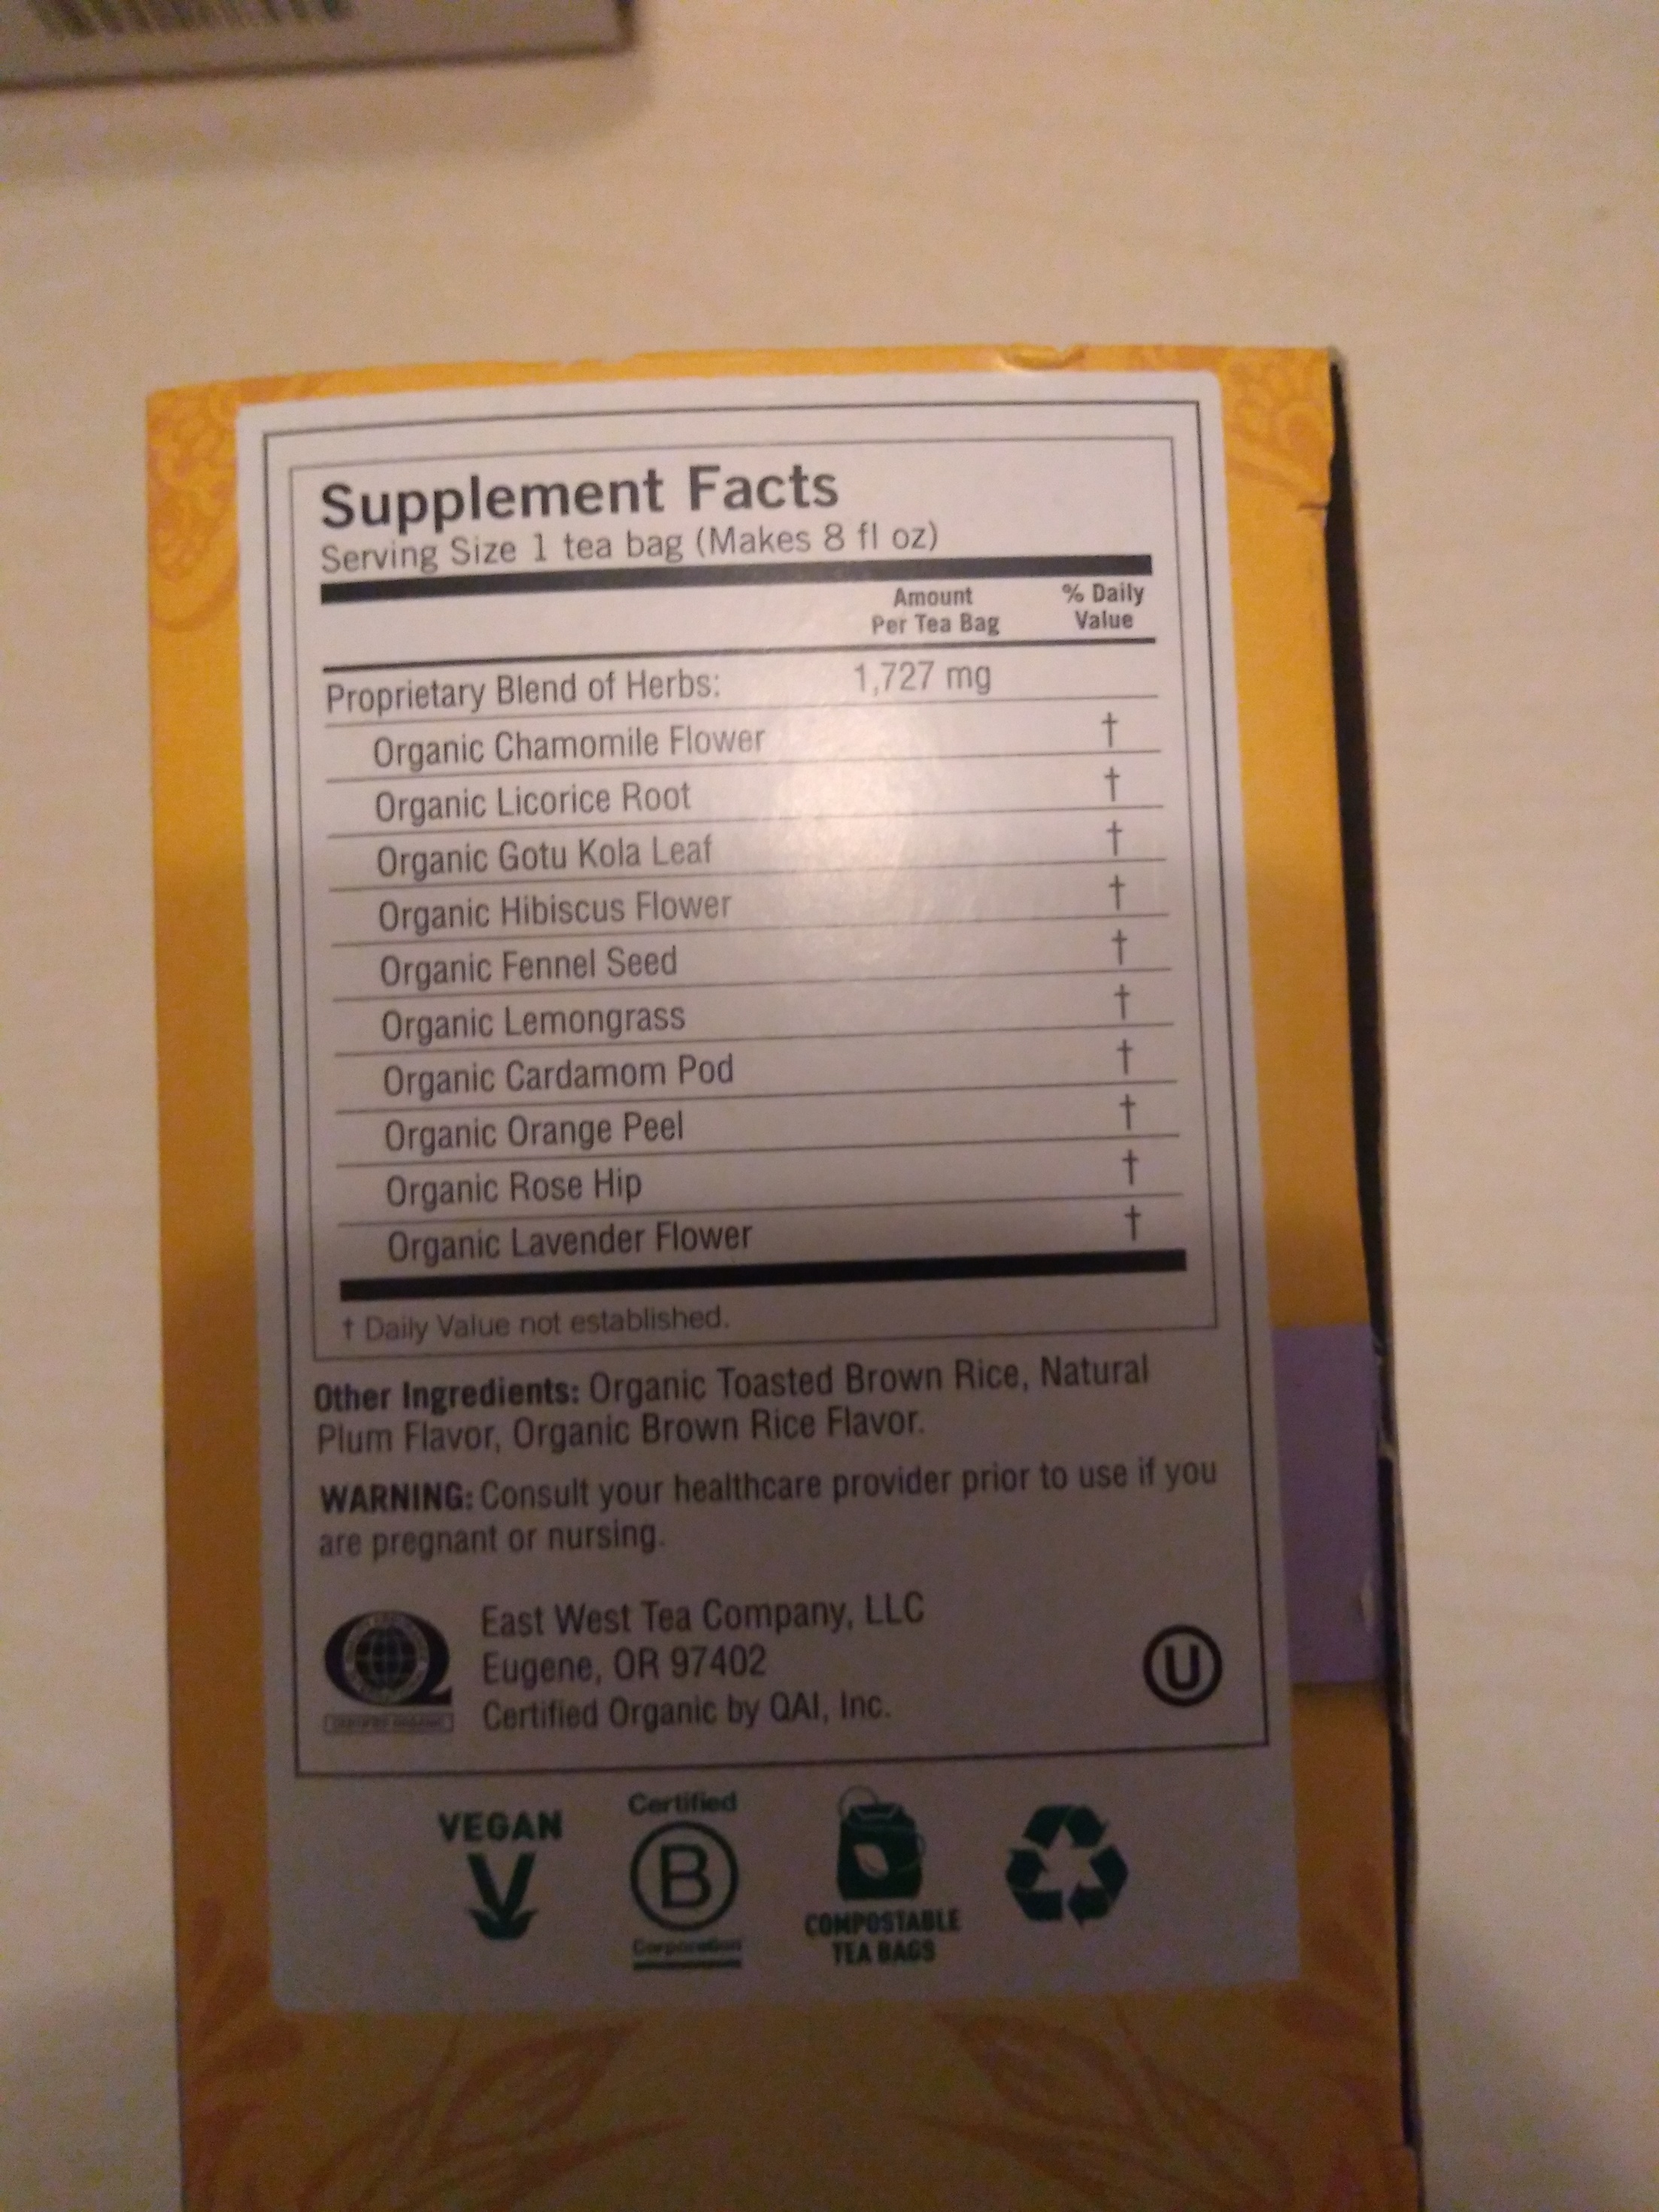 Supplement Facts
Serving Size 1 tea bag (Makes 8 fl oz)
Amount
Per Tea Bag
% Daily
Value
Proprietary Blend of Herbs: 1,727 mg
Organic Chamomile Flower †
Organic Licorice Root †
Organic Gotu Kola Leaf †
Organic Hibiscus Flower †
Organic Fennel Seed †
Organic Lemongrass †
Organic Cardamom Pod †
Organic Orange Peel †
Organic Rose Hip †
Organic Lavender Flower †
† Daily Value not established.
Other Ingredients: Organic Toasted Brown Rice, Natural
Plum Flavor, Organic Brown Rice Flavor.
WARNING: Consult your healthcare provider prior to use if you
are pregnant or nursing.
East West Tea Company, LLC
Eugene, OR 97402
Certified Organic by QAI, Inc.
CERTIFIED ORGANIC
U
VEGAN
V
Certified
B
Corporation
COMPOSTABLE
TEA BAGS